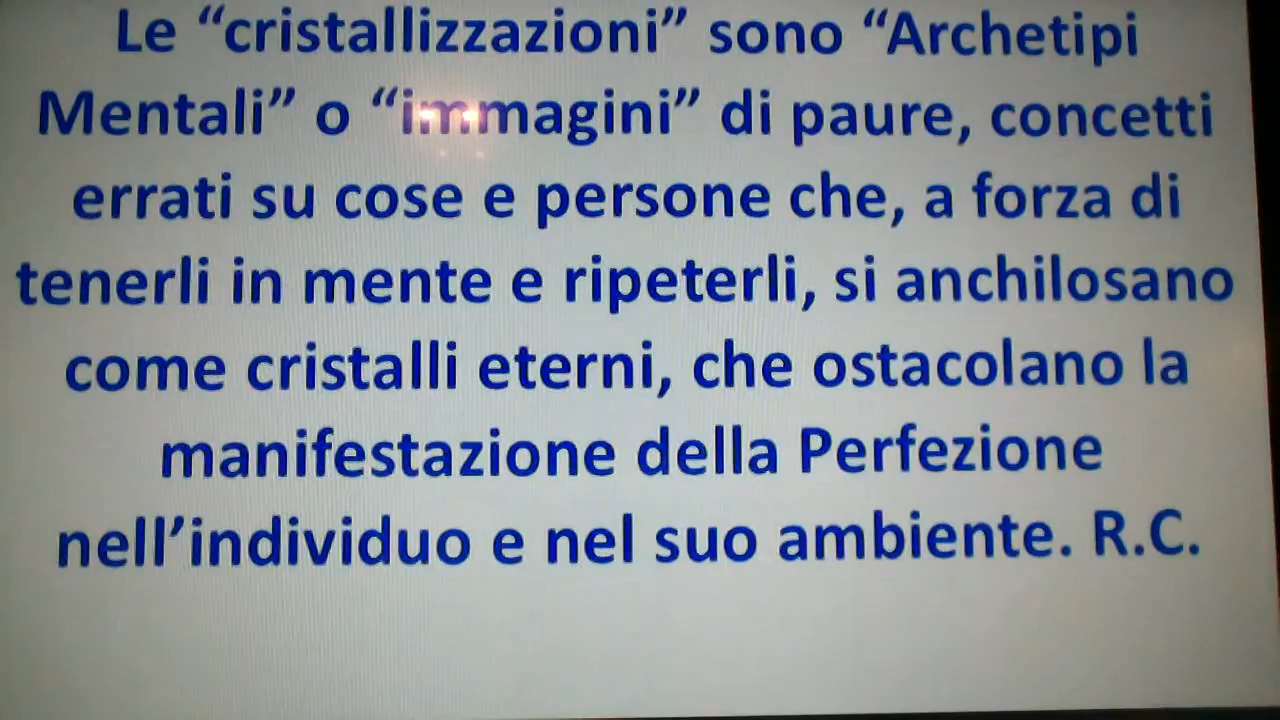 Le “cristallizzazioni” sono “Archetipi
Mentali” o “immagini” di paure, concetti
errati su cose e persone che, a forza di
tenerli in mente e ripeterli, si anchilosano
come cristalli eterni, che ostacolano la
manifestazione della Perfezione
nell’individuo e nel suo ambiente. R.C.